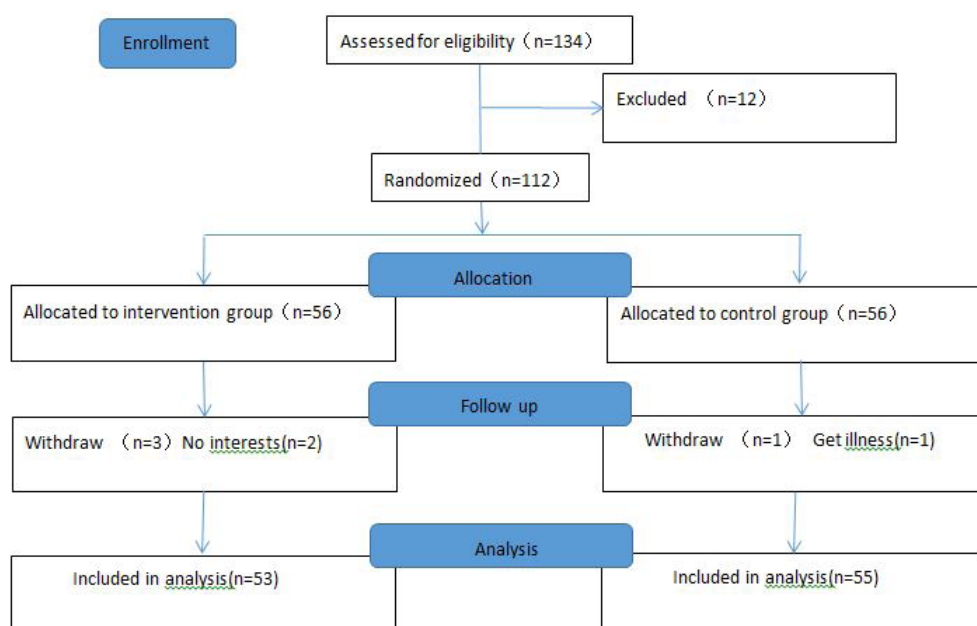 Enrollment
Assessed for eligibility（n=134）
Excluded （n=12）
Randomized（n=112）
Allocation
Allocated to intervention group（n=56）
Allocated to control group（n=56）
Follow up
Withdraw （n=3）No interests(n=2)
Withdraw （n=1） Get illness(n=1)
Analysis
Included in analysis(n=53)
Included in analysis(n=55)